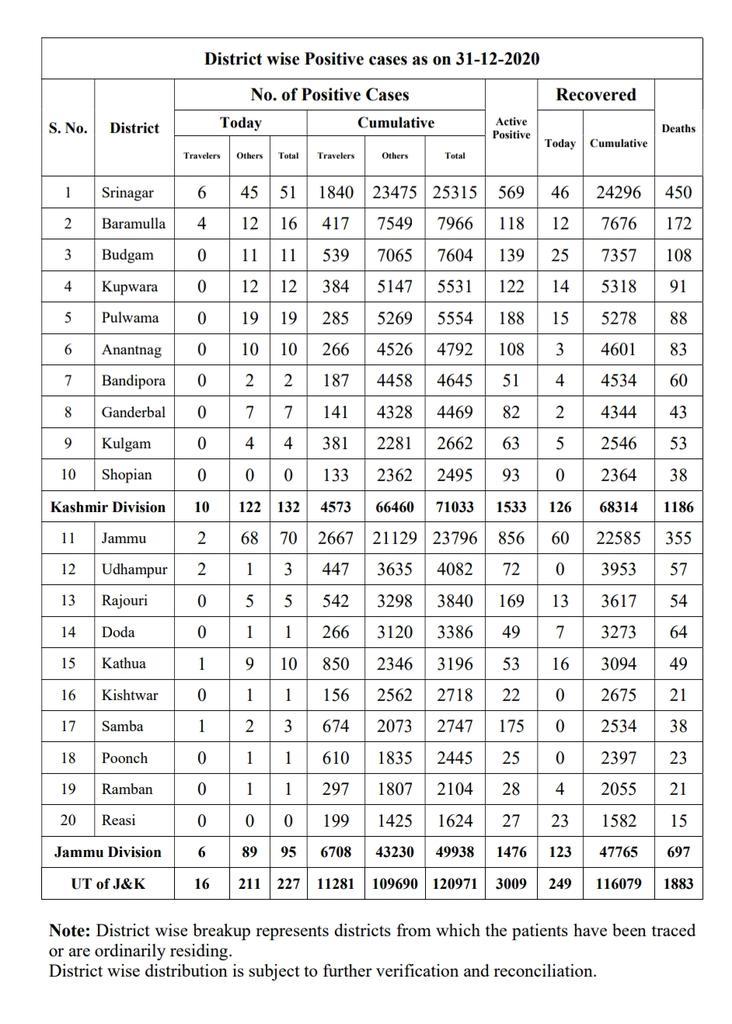 District wise Positive cases as on 31-12-2020
S. No. District No. of Positive Cases Active Positive Recovered Deaths
Today Cumulative Today Cumulative
Travelers Others Total Travelers Others Total
1 Srinagar 6 45 51 1840 23475 25315 569 46 24296 450
2 Baramulla 4 12 16 417 7549 7966 118 12 7676 172
3 Budgam 0 11 11 539 7065 7604 139 25 7357 108
4 Kupwara 0 12 12 384 5147 5531 122 14 5318 91
5 Pulwama 0 19 19 285 5269 5554 188 15 5278 88
6 Anantnag 0 10 10 266 4526 4792 108 3 4601 83
7 Bandipora 0 2 2 187 4458 4645 51 4 4534 60
8 Ganderbal 0 7 7 141 4328 4469 82 2 4344 43
9 Kulgam 0 4 4 381 2281 2662 63 5 2546 53
10 Shopian 0 0 0 133 2362 2495 93 0 2364 38
Kashmir Division 10 122 132 4573 66460 71033 1533 126 68314 1186
11 Jammu 2 68 70 2667 21129 23796 856 60 22585 355
12 Udhampur 2 1 3 447 3635 4082 72 0 3953 57
13 Rajouri 0 5 5 542 3298 3840 169 13 3617 54
14 Doda 0 1 1 266 3120 3386 49 7 3273 64
15 Kathua 1 9 10 850 2346 3196 53 16 3094 49
16 Kishtwar 0 1 1 156 2562 2718 22 0 2675 21
17 Samba 1 2 3 674 2073 2747 175 0 2534 38
18 Poonch 0 1 1 610 1835 2445 25 0 2397 23
19 Ramban 0 1 1 297 1807 2104 28 4 2055 21
20 Reasi 0 0 0 199 1425 1624 27 23 1582 15
Jammu Division 6 89 95 6708 43230 49938 1476 123 47765 697
UT of J&K 16 211 227 11281 109690 120971 3009 249 116079 1883
Note: District wise breakup represents districts from which the patients have been traced
or are ordinarily residing.
District wise distribution is subject to further verification and reconciliation.